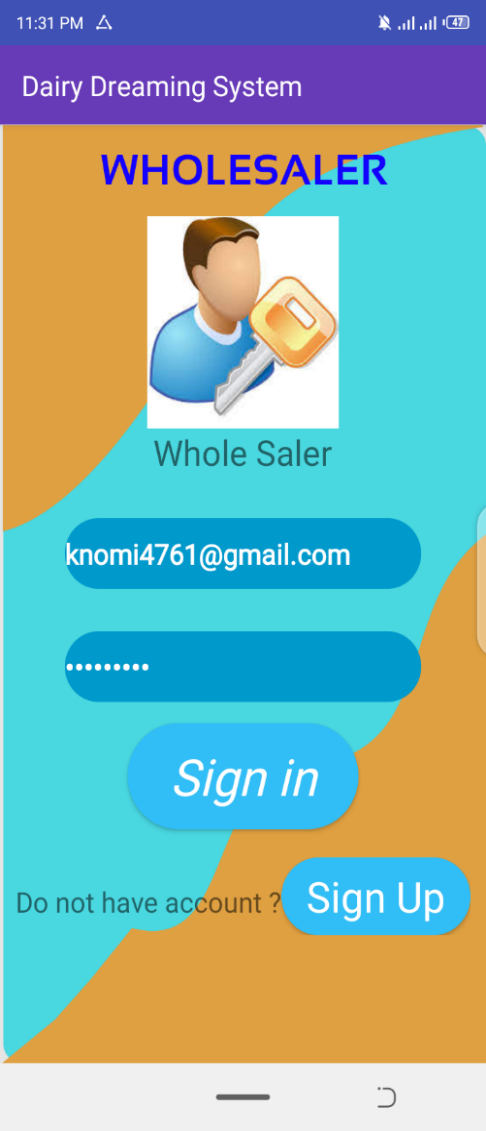 11:31 PM
47
Dairy Dreaming System
WHOLESALER
Whole Saler
knomi4761@gmail.com
•••••••••
Sign in
Do not have account ?
Sign Up